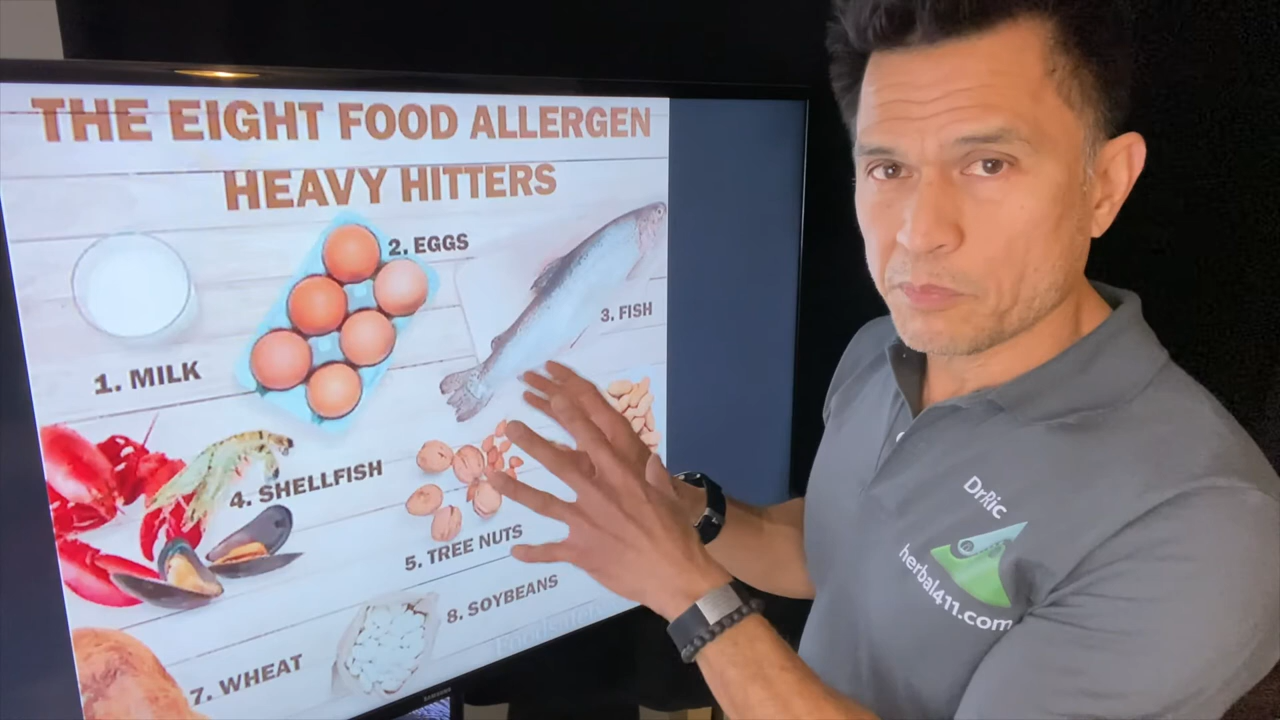 THE EIGHT FOOD ALLERGEN
HEAVY HITTERS
2. EGGS
3. FISH
1. MILK
4. SHELLFISH
5. TREE NUTS
8. SOYBEANS
7. WHEAT
SAMSUNG
DrRic
herbal411.com